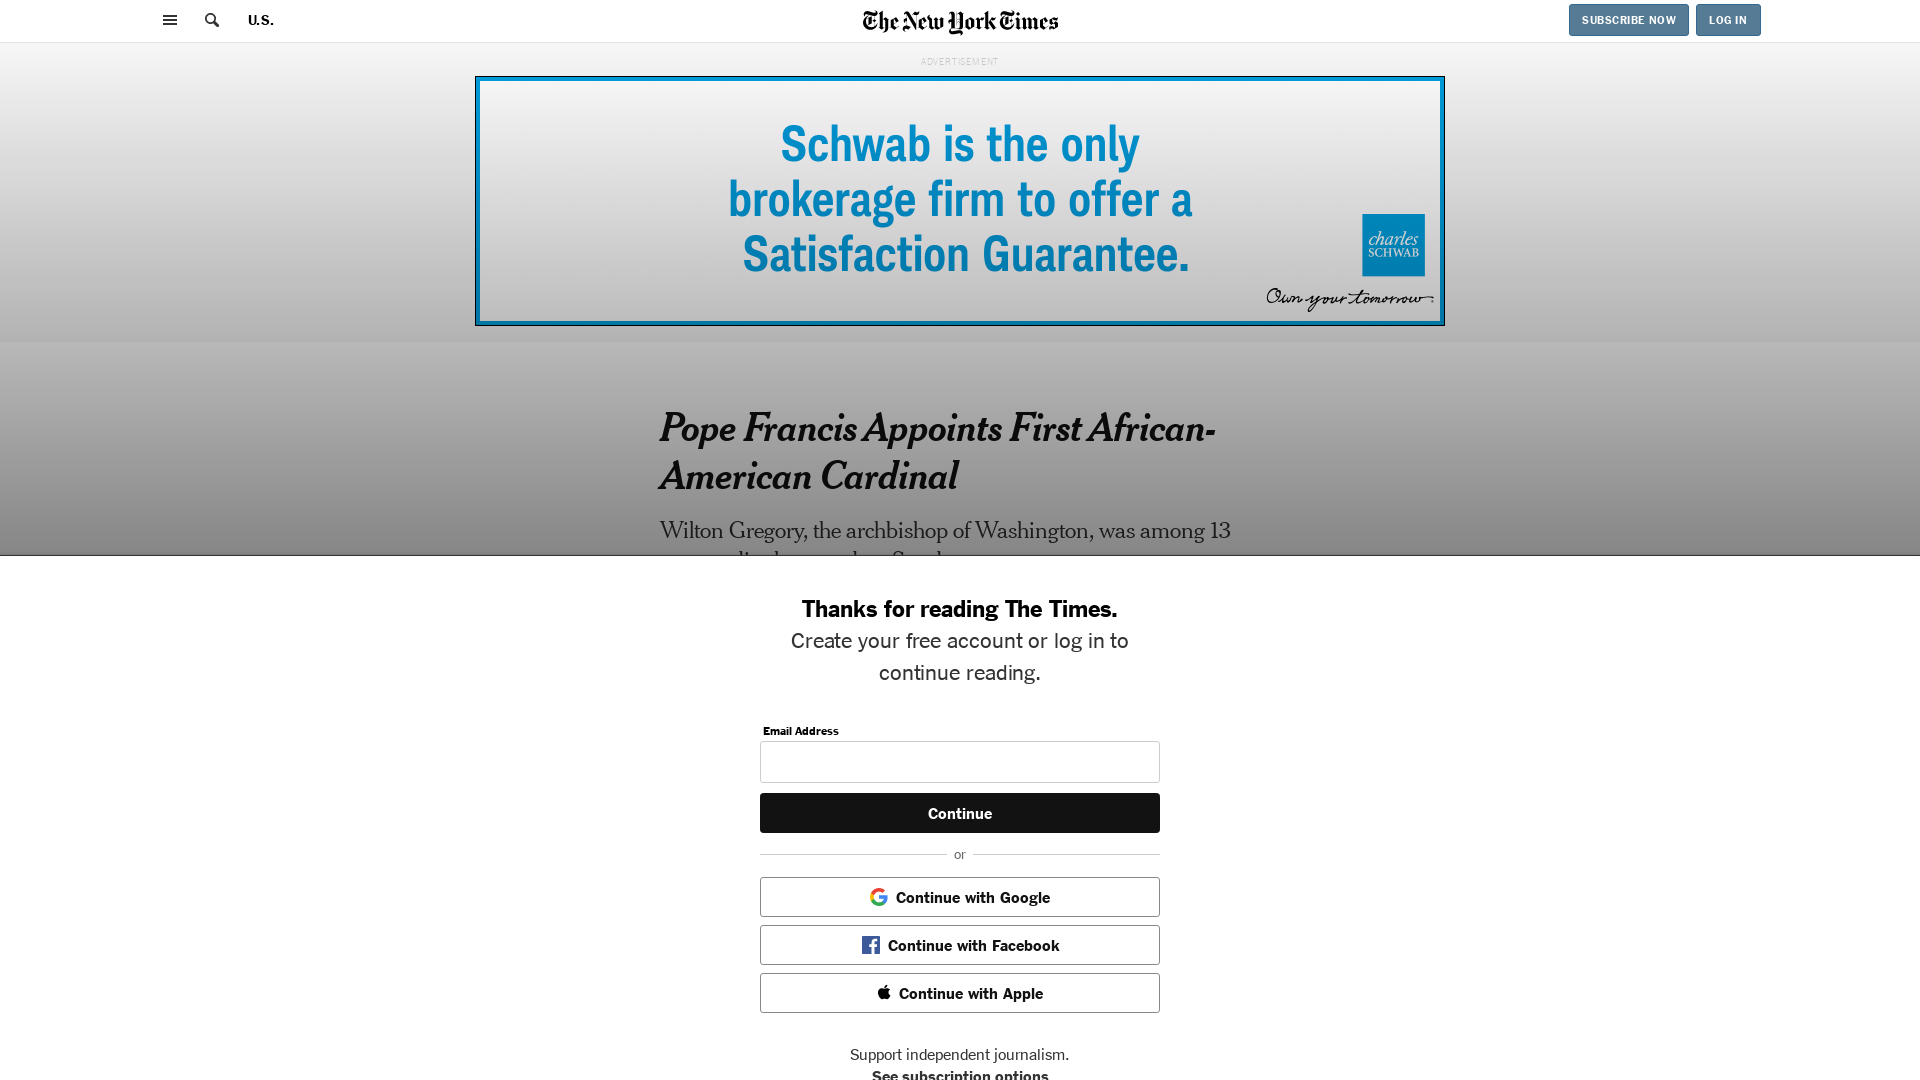 U.S.
The New York Times
SUBSCRIBE NOW
LOG IN
ADVERTISEMENT
Schwab is the only
brokerage firm to offer a
Satisfaction Guarantee.
charles
SCHWAB
Own your tomorrow
Pope Francis Appoints First African-
American Cardinal
Wilton Gregory, the archbishop of Washington, was among 13
Thanks for reading The Times.
Create your free account or log in to
continue reading.
Email Address
Continue
or
Continue with Google
Continue with Facebook
Continue with Apple
Support independent journalism.
See subscription options